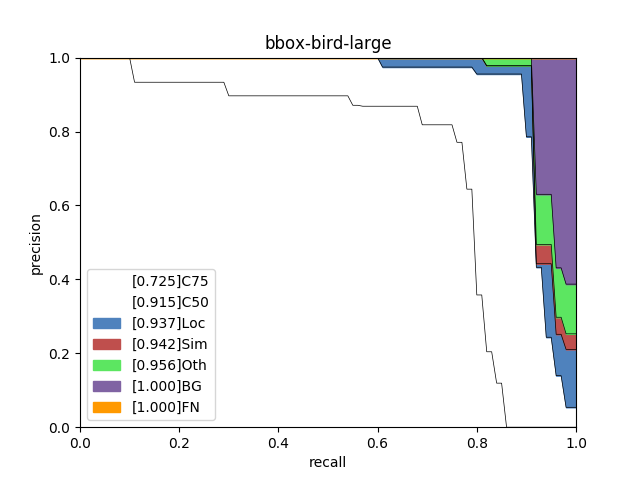 bbox-bird-large
1.0
0.8
0.6
0.4
0.2
0.0
precision
[0.725]C75
[0.915]C50
[0.937]Loc
[0.942]Sim
[0.956]Oth
[1.000]BG
[1.000]FN
0.0 0.2 0.4 0.6 0.8 1.0
recall